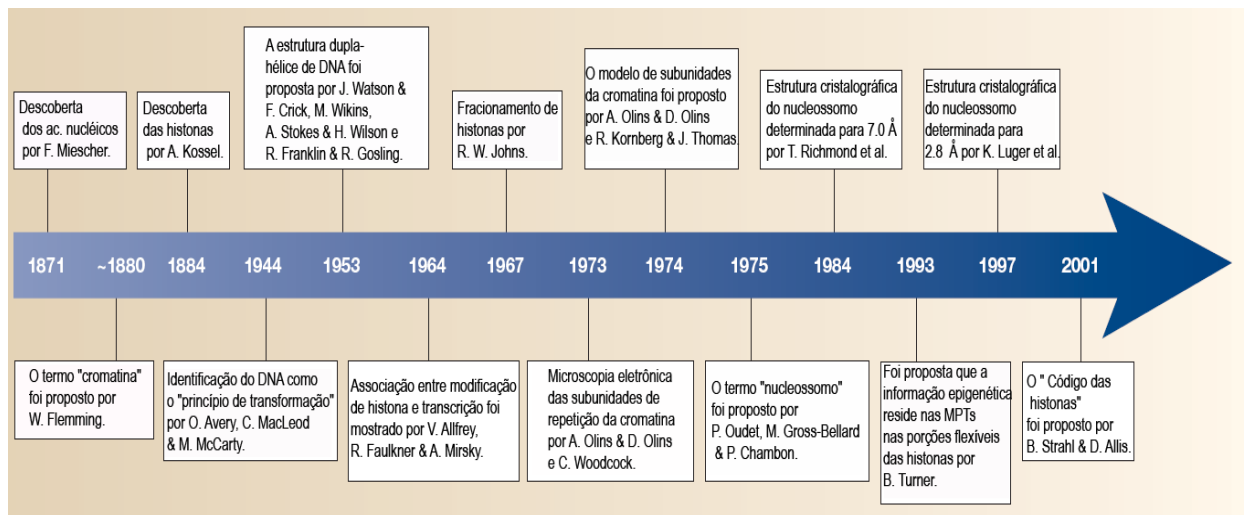 Descoberta
dos ac. nucléicos
por F. Miescher.
Descoberta
das histonas
por A. Kossel.
A estrutura dupla-
hélice de DNA foi
proposta por J. Watson &
F. Crick, M. Wikins,
A. Stokes & H. Wilson e
R. Franklin & R. Gosling.
Fracionamento de
histonas por
R. W. Johns.
O modelo de subunidades
da cromatina foi proposto
por A. Olins & D. Olins
e R. Kornberg & J. Thomas.
Estrutura cristalográfica
do nucleossomo
determinada para 7.0 Å
por T. Richmond et al.
Estrutura cristalográfica
do nucleossomo
determinada para
2.8 Å por K. Luger et al.
1871 ~1880 1884 1944 1953 1964 1967 1973 1974 1975 1984 1993 1997 2001
O termo "cromatina"
foi proposto por
W. Flemming.
Identificação do DNA como
o "princípio de transformação"
por O. Avery, C. MacLeod
& M. McCarty.
Associação entre modificação
de histona e transcrição foi
mostrado por V. Allfrey,
R. Faulkner & A. Mirsky.
Microscopia eletrônica
das subunidades de
repetição da cromatina
por A. Olins & D. Olins
e C. Woodcock.
O termo "nucleossomo"
foi proposto por
P. Oudet, M. Gross-Bellard
& P. Chambon.
Foi proposta que a
informação epigenética
reside nas MPTs
nas porções flexíveis
das histonas por
B. Turner.
O " Código das
histonas"
foi proposto por
B. Strahl & D. Allis.